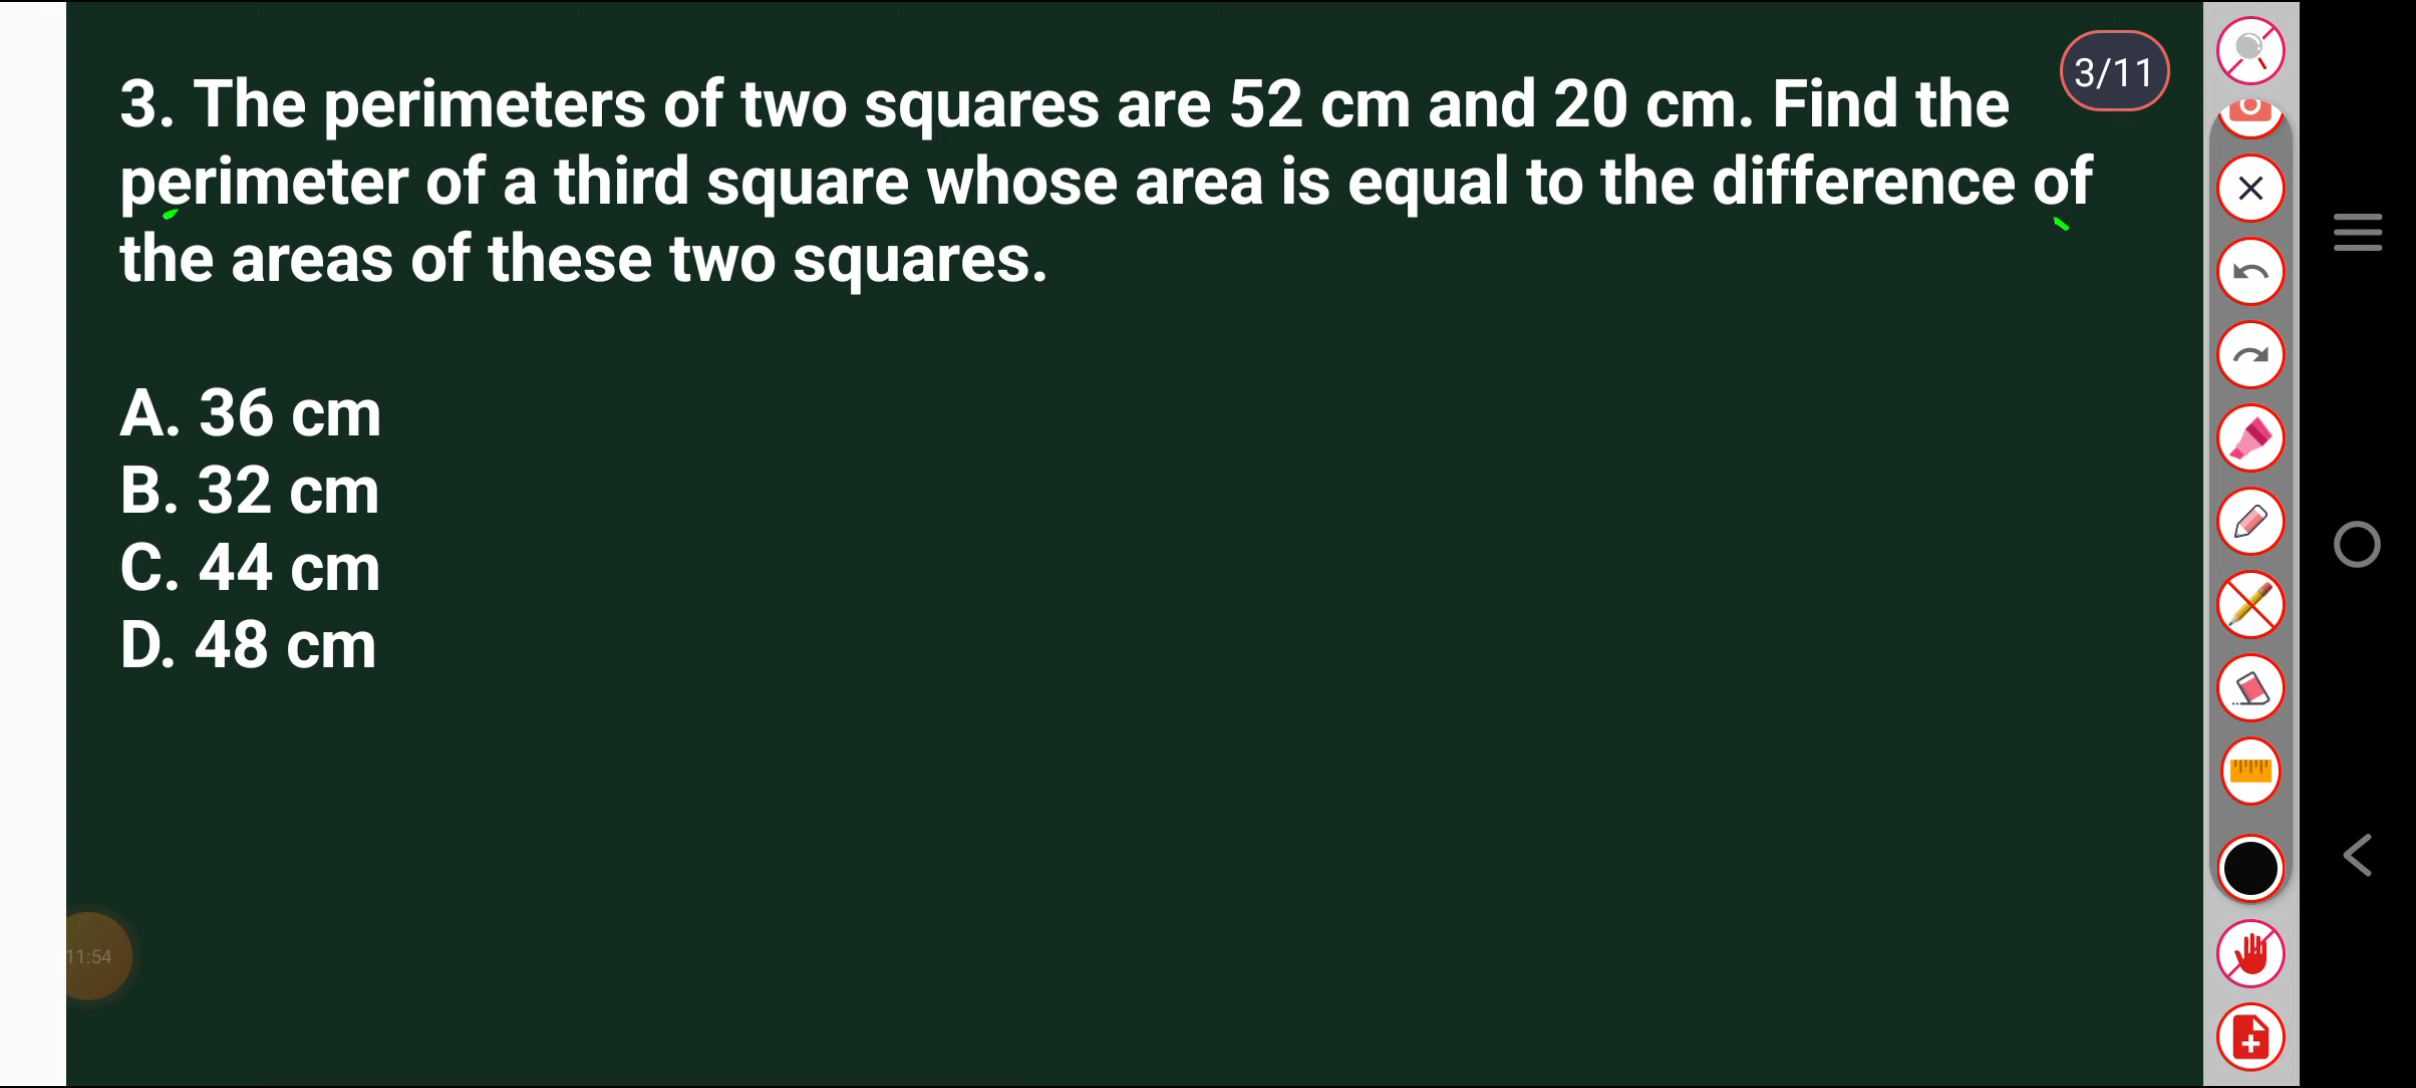 3/11
3. The perimeters of two squares are 52 cm and 20 cm. Find the
perimeter of a third square whose area is equal to the difference of
the areas of these two squares.
A. 36 cm
B. 32 cm
C. 44 cm
D. 48 cm
11:54